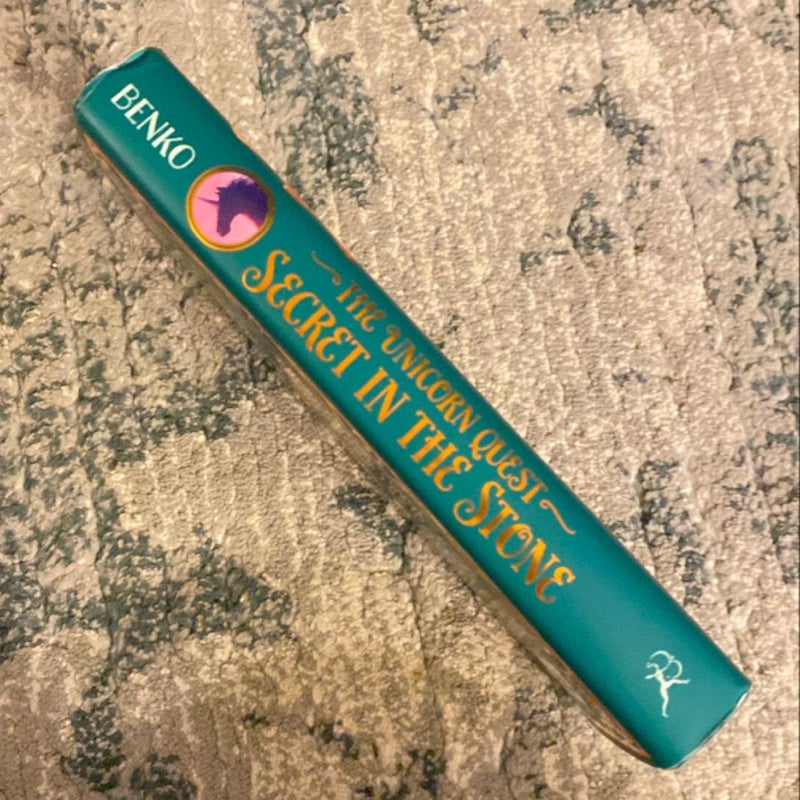 BENKO
THE UNICORN QUEST
SECRET IN THE STONE